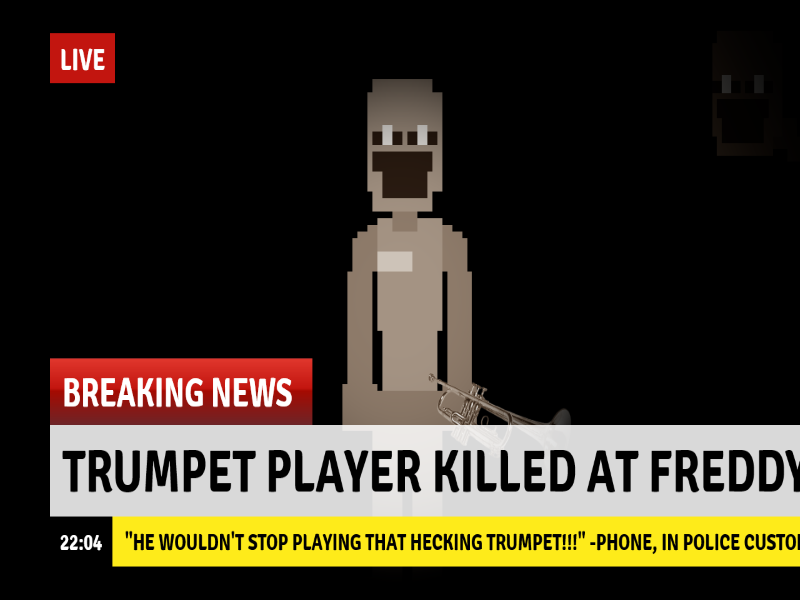 LIVE
BREAKING NEWS
TRUMPET PLAYER KILLED AT FREDDY
22:04 "HE WOULDN'T STOP PLAYING THAT HECKING TRUMPET!!!" -PHONE, IN POLICE CUSTO